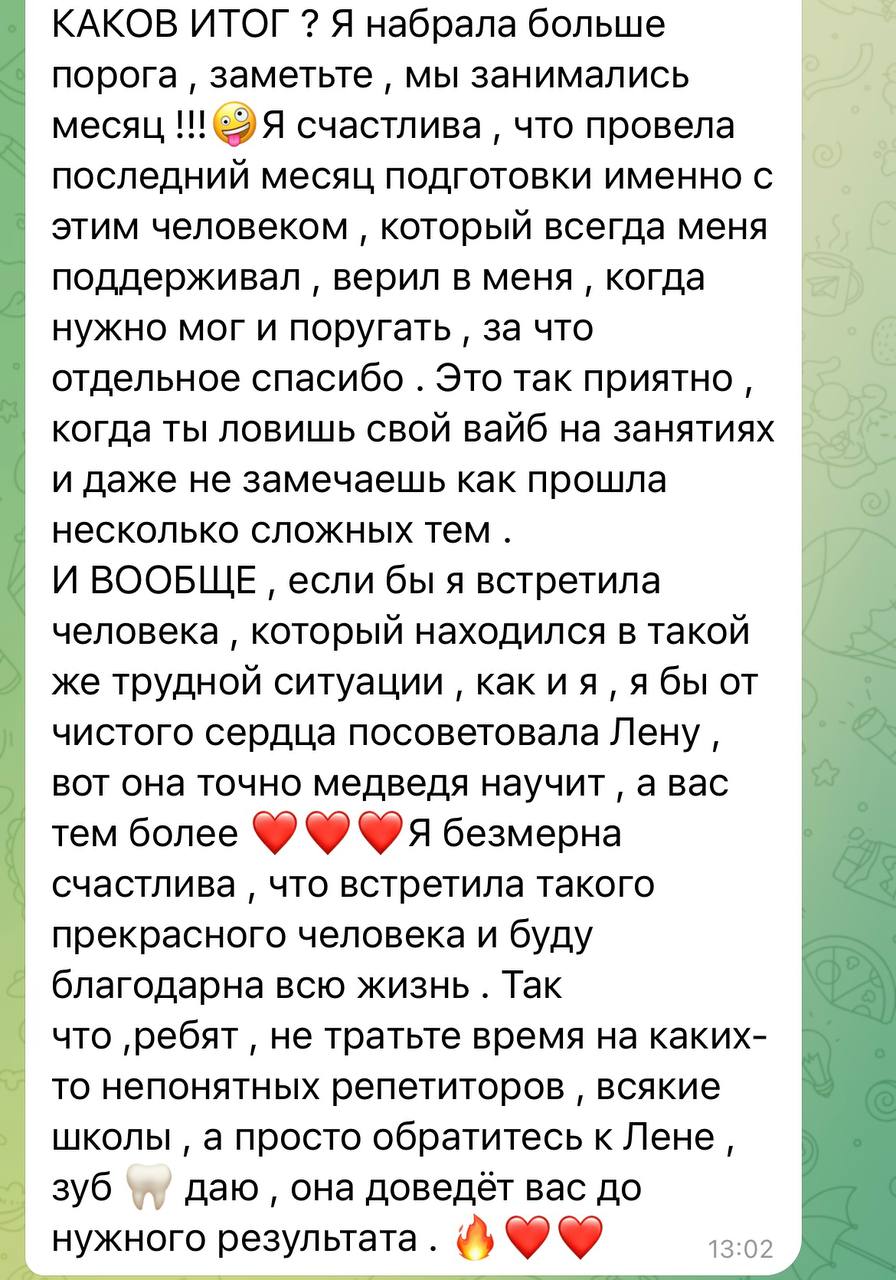 КАКОВ ИТОГ ? Я набрала больше
порога , заметьте , мы занимались
месяц !!!🤪Я счастлива , что провела
последний месяц подготовки именно с
этим человеком , который всегда меня
поддерживал , верил в меня , когда
нужно мог и поругать , за что
отдельное спасибо . Это так приятно ,
когда ты ловишь свой вайб на занятиях
и даже не замечаешь как прошла
несколько сложных тем .
И ВООБЩЕ , если бы я встретила
человека , который находился в такой
же трудной ситуации , как и я , я бы от
чистого сердца посоветовала Лену ,
вот она точно медведя научит , а вас
тем более ❤️❤️❤️Я безмерна
счастлива , что встретила такого
прекрасного человека и буду
благодарна всю жизнь . Так
что ,ребят , не тратьте время на каких-
то непонятных репетиторов , всякие
школы , а просто обратитесь к Лене ,
зуб 🦷 даю , она доведёт вас до
нужного результата . 🔥❤️❤️
13:02